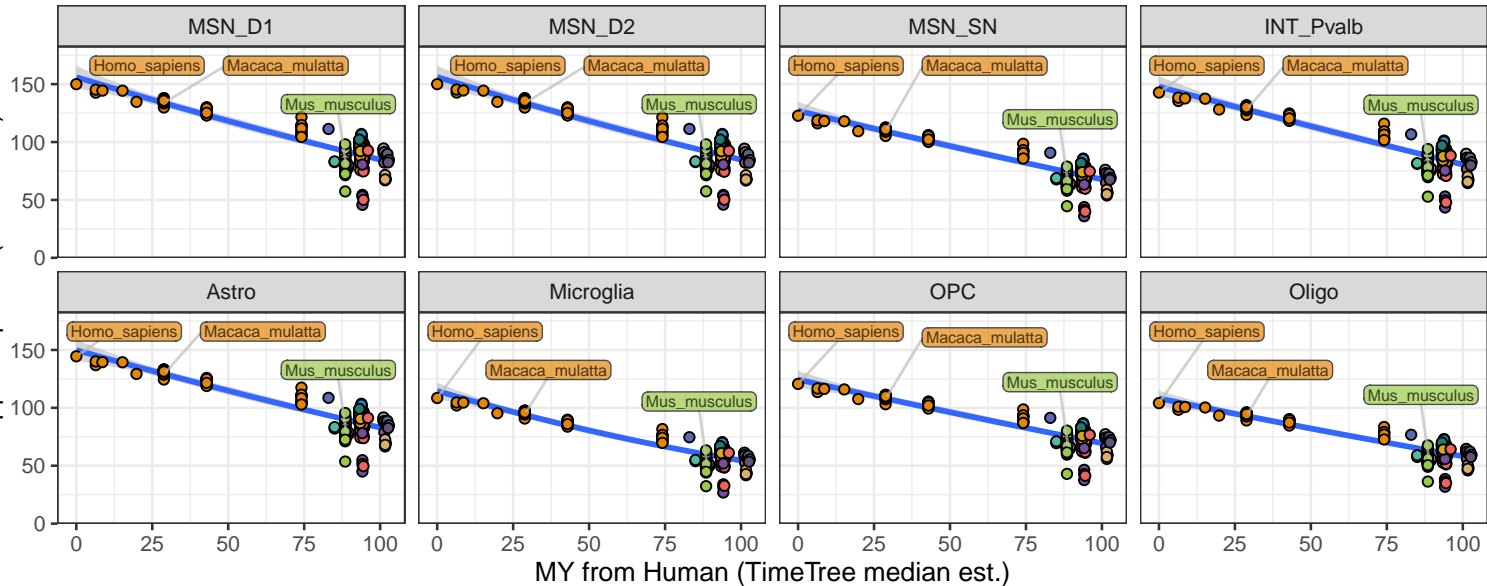 MSN_D1 MSN_D2 MSN_SN INT_Pvalb
Homo_sapiens Macaca_mulatta Homo_sapiens Macaca_mulatta Homo_sapiens Macaca_mulatta Homo_sapiens Macaca_mulatta
150
Mus_musculus Mus_musculus Mus_musculus Mus_musculus
100
50
0
Astro Microglia OPC Oligo
Homo_sapiens Macaca_mulatta Homo_sapiens Homo_sapiens Macaca_mulatta Homo_sapiens
150
Mus_musculus Macaca_mulatta Mus_musculus Macaca_mulatta Mus_musculus
100
Mus_musculus
50
0
0 25 50 75 100 0 25 50 75 100 0 25 50 75 100 0 25 50 75 100
MY from Human (TimeTree median est.)